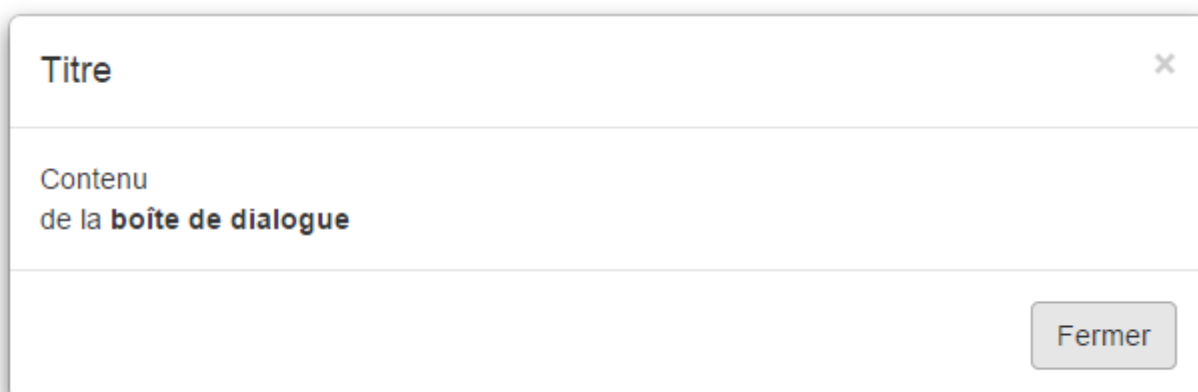 Titre
×
Contenu
de la boîte de dialogue
Fermer